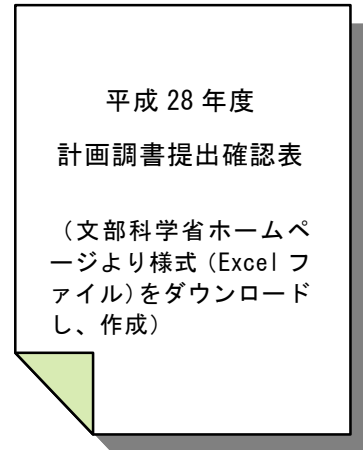 平成 28 年度
計画調書提出確認表
（文部科学省ホームペ
ージより様式（Excel フ
ァイル）をダウンロード
し、作成）